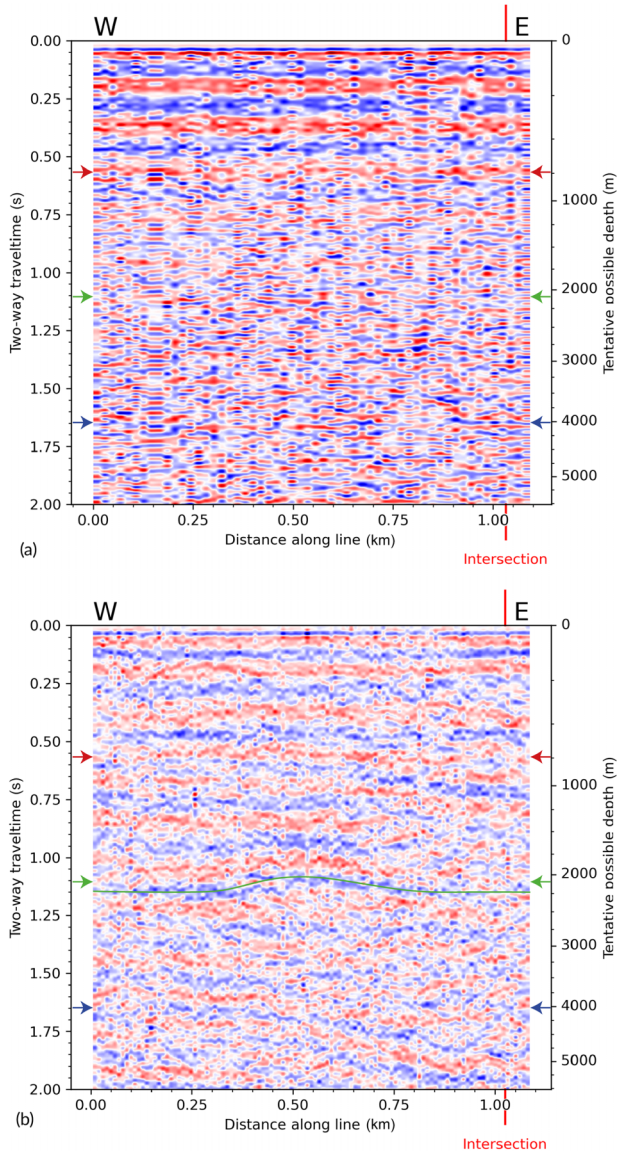 W E
0.00
0.25
0.50
0.75
1.00
1.25
1.50
1.75
2.00
Two-way traveltime (s)
0
1000
2000
3000
4000
5000
Tentative possible depth (m)
0.00 0.25 0.50 0.75 1.00
Distance along line (km)
(a)
Intersection
W E
0.00
0.25
0.50
0.75
1.00
1.25
1.50
1.75
2.00
Two-way traveltime (s)
0
1000
2000
3000
4000
5000
Tentative possible depth (m)
0.00 0.25 0.50 0.75 1.00
Distance along line (km)
(b)
Intersection